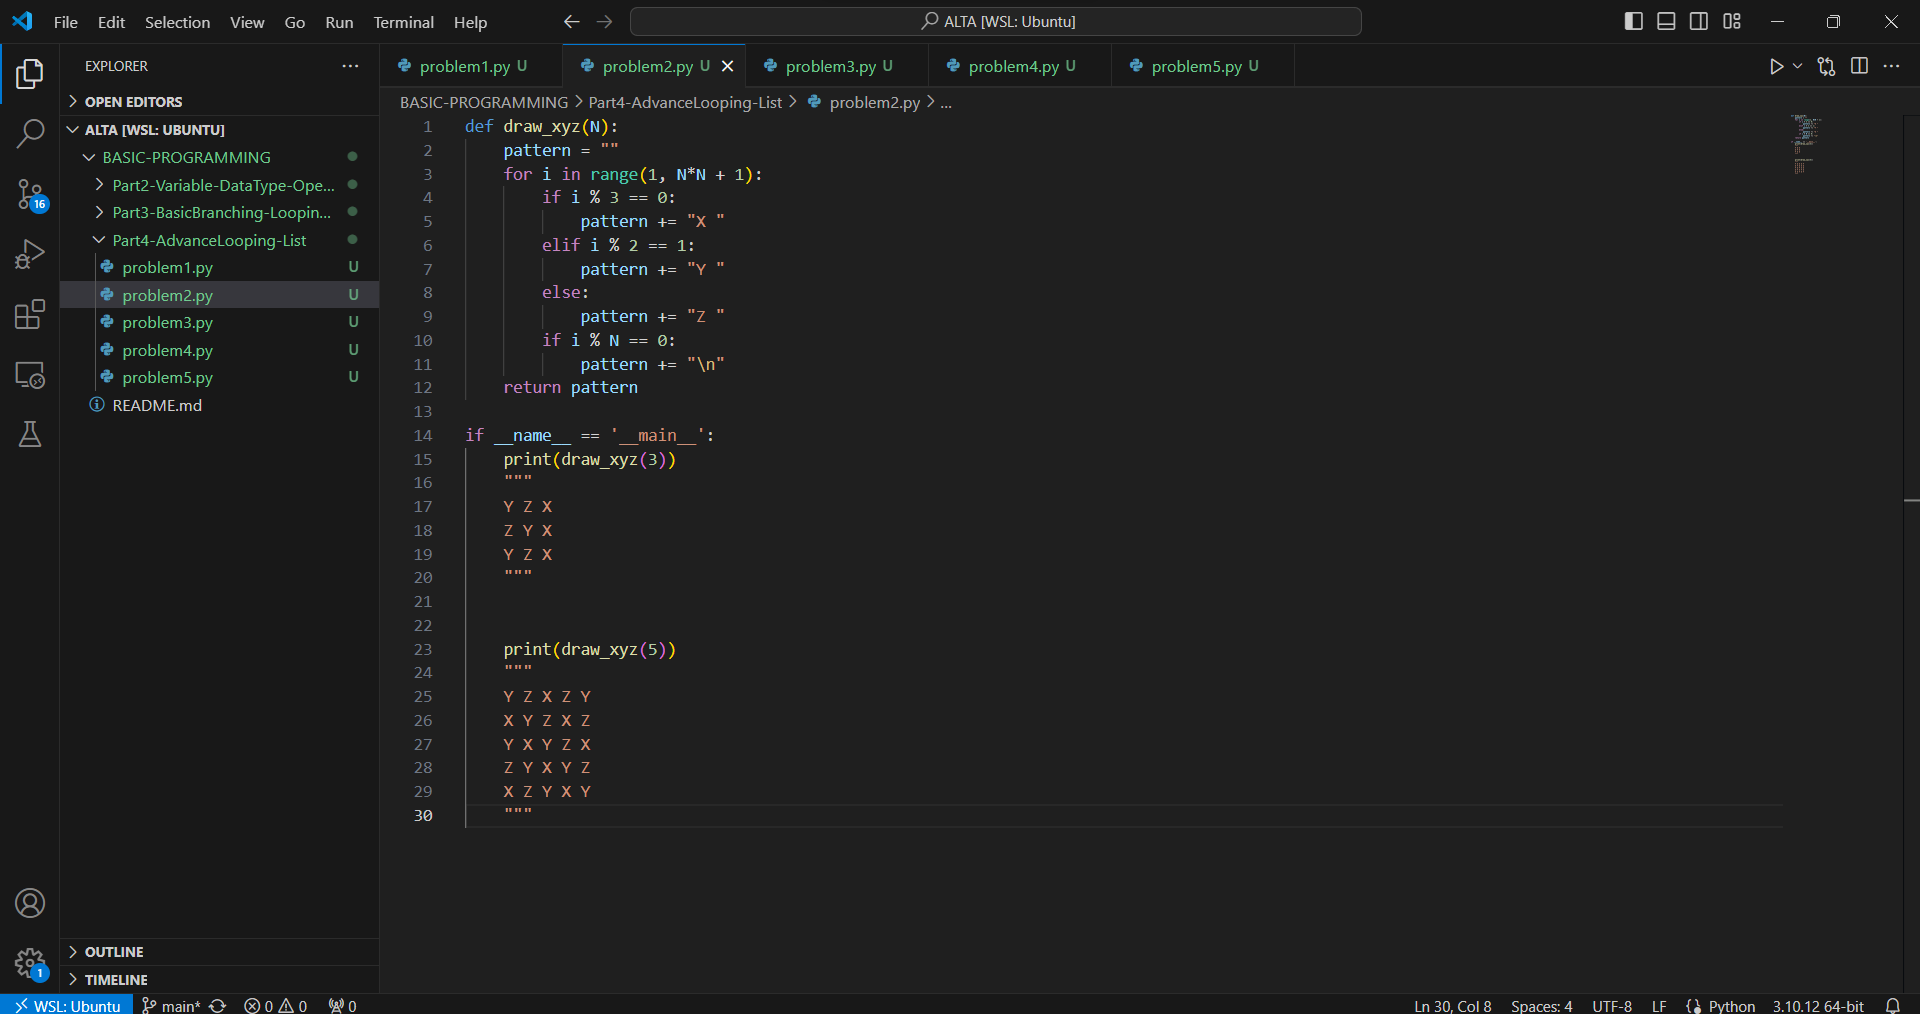 File Edit Selection View Go Run Terminal Help
ALTA [WSL: Ubuntu]
EXPLORER
OPEN EDITORS
ALTA [WSL: UBUNTU]
BASIC-PROGRAMMING
Part2-Variable-DataType-Ope...
Part3-BasicBranching-Loopin...
Part4-AdvanceLooping-List
problem1.py U
problem2.py U
problem3.py U
problem4.py U
problem5.py U
README.md
OUTLINE
TIMELINE
16
1
problem1.py U problem2.py U problem3.py U problem4.py U problem5.py U
BASIC-PROGRAMMING > Part4-AdvanceLooping-List > problem2.py > ...
1 def draw_xyz(N):
2     pattern = ""
3     for i in range(1, N*N + 1):
4         if i % 3 == 0:
5             pattern += "X "
6         elif i % 2 == 1:
7             pattern += "Y "
8         else:
9             pattern += "Z "
10         if i % N == 0:
11             pattern += "\n"
12     return pattern
13
14 if __name__ == '__main__':
15     print(draw_xyz(3))
16     """
17     Y Z X
18     Z Y X
19     Y Z X
20     """
21
22
23     print(draw_xyz(5))
24     """
25     Y Z X Z Y
26     X Y Z X Z
27     Y X Y Z X
28     Z Y X Y Z
29     X Z Y X Y
30     """
WSL: Ubuntu main* 0 0 0 Ln 30, Col 8 Spaces: 4 UTF-8 LF Python 3.10.12 64-bit